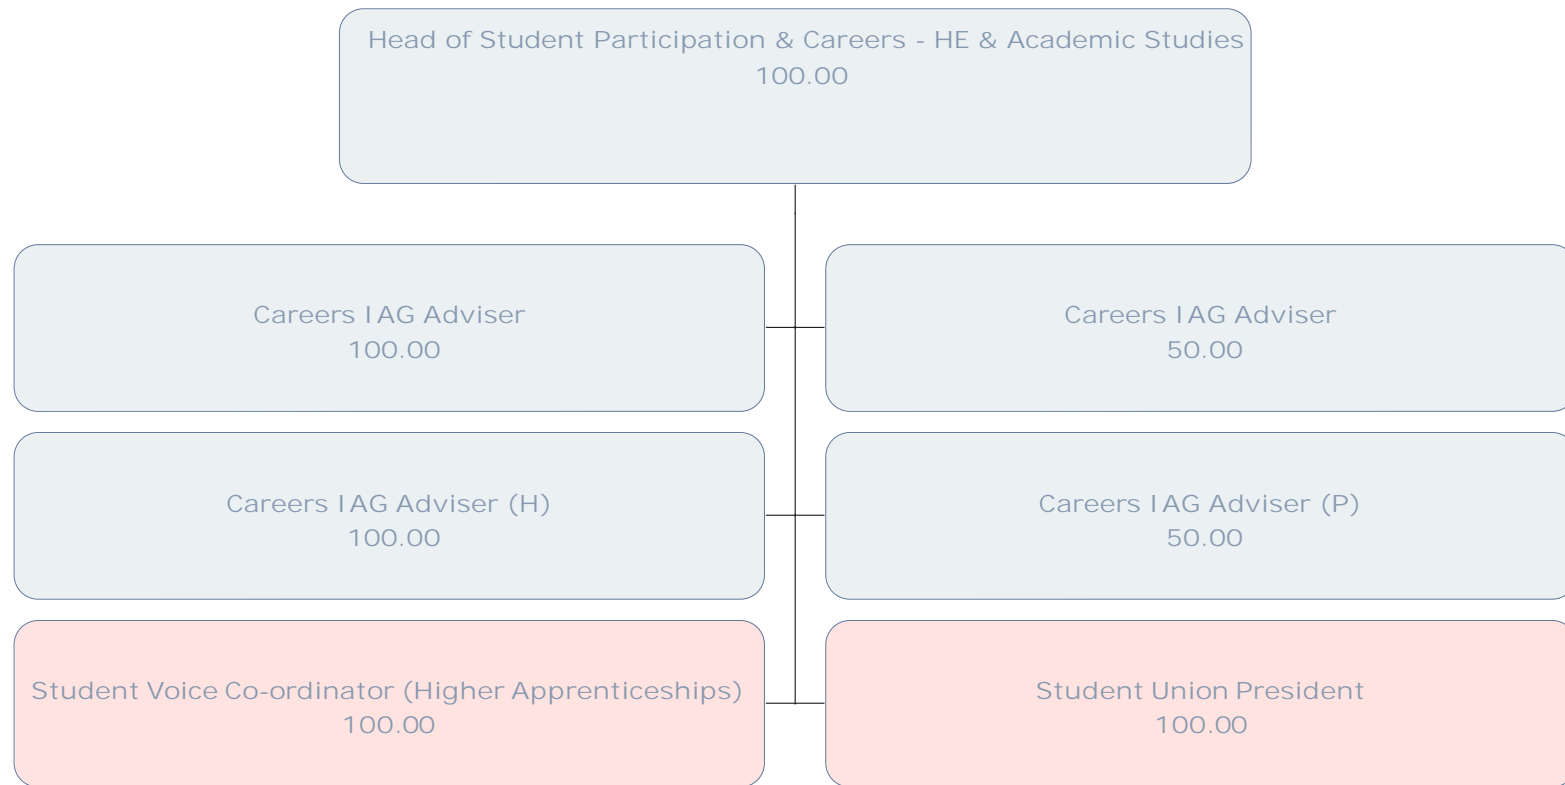 Head of Student Participation & Careers - HE & Academic Studies
100.00
Careers IAG Adviser
100.00
Careers IAG Adviser
50.00
Careers IAG Adviser (H)
100.00
Careers IAG Adviser (P)
50.00
Student Voice Co-ordinator (Higher Apprenticeships)
100.00
Student Union President
100.00